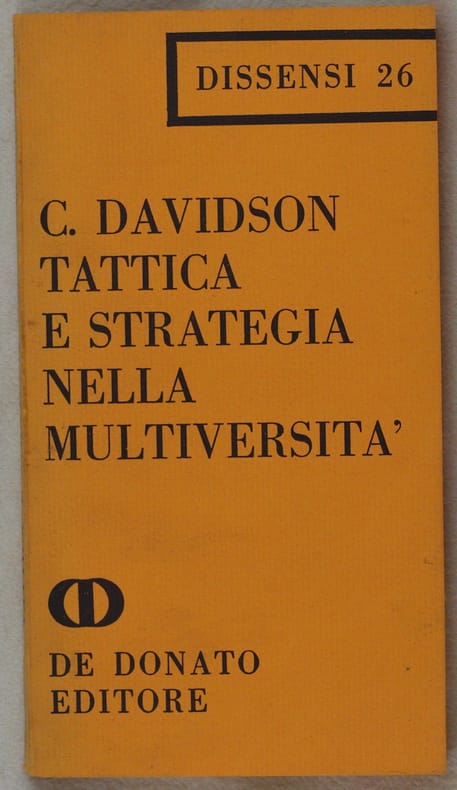 DISSENSI 26
C. DAVIDSON
TATTICA
E STRATEGIA
NELLA
MULTIVERSITA’
DE DONATO
EDITORE